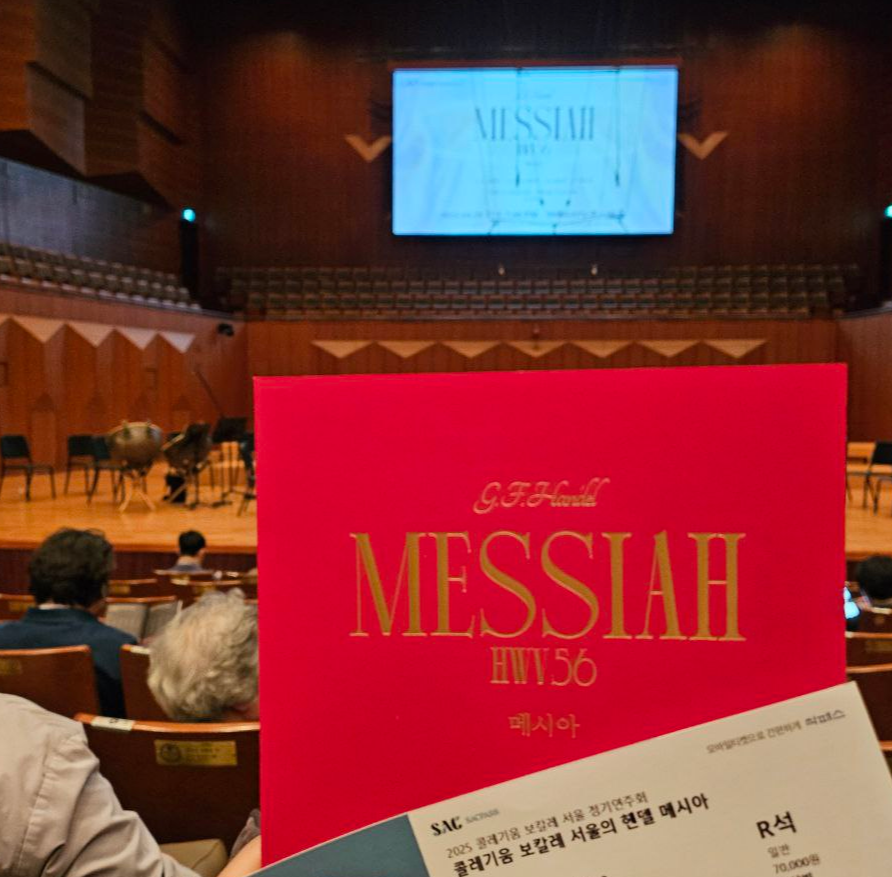 MESSIAH
G.F.Handel
MESSIAH
HWV.56
메시아
모바일티켓으로 간편하게
SAC SACPASS
2025 콜레기움 보칼레 서울 정기연주회
콜레기움 보칼레 서울의 헨델 메시아
R석
일반
70,000원